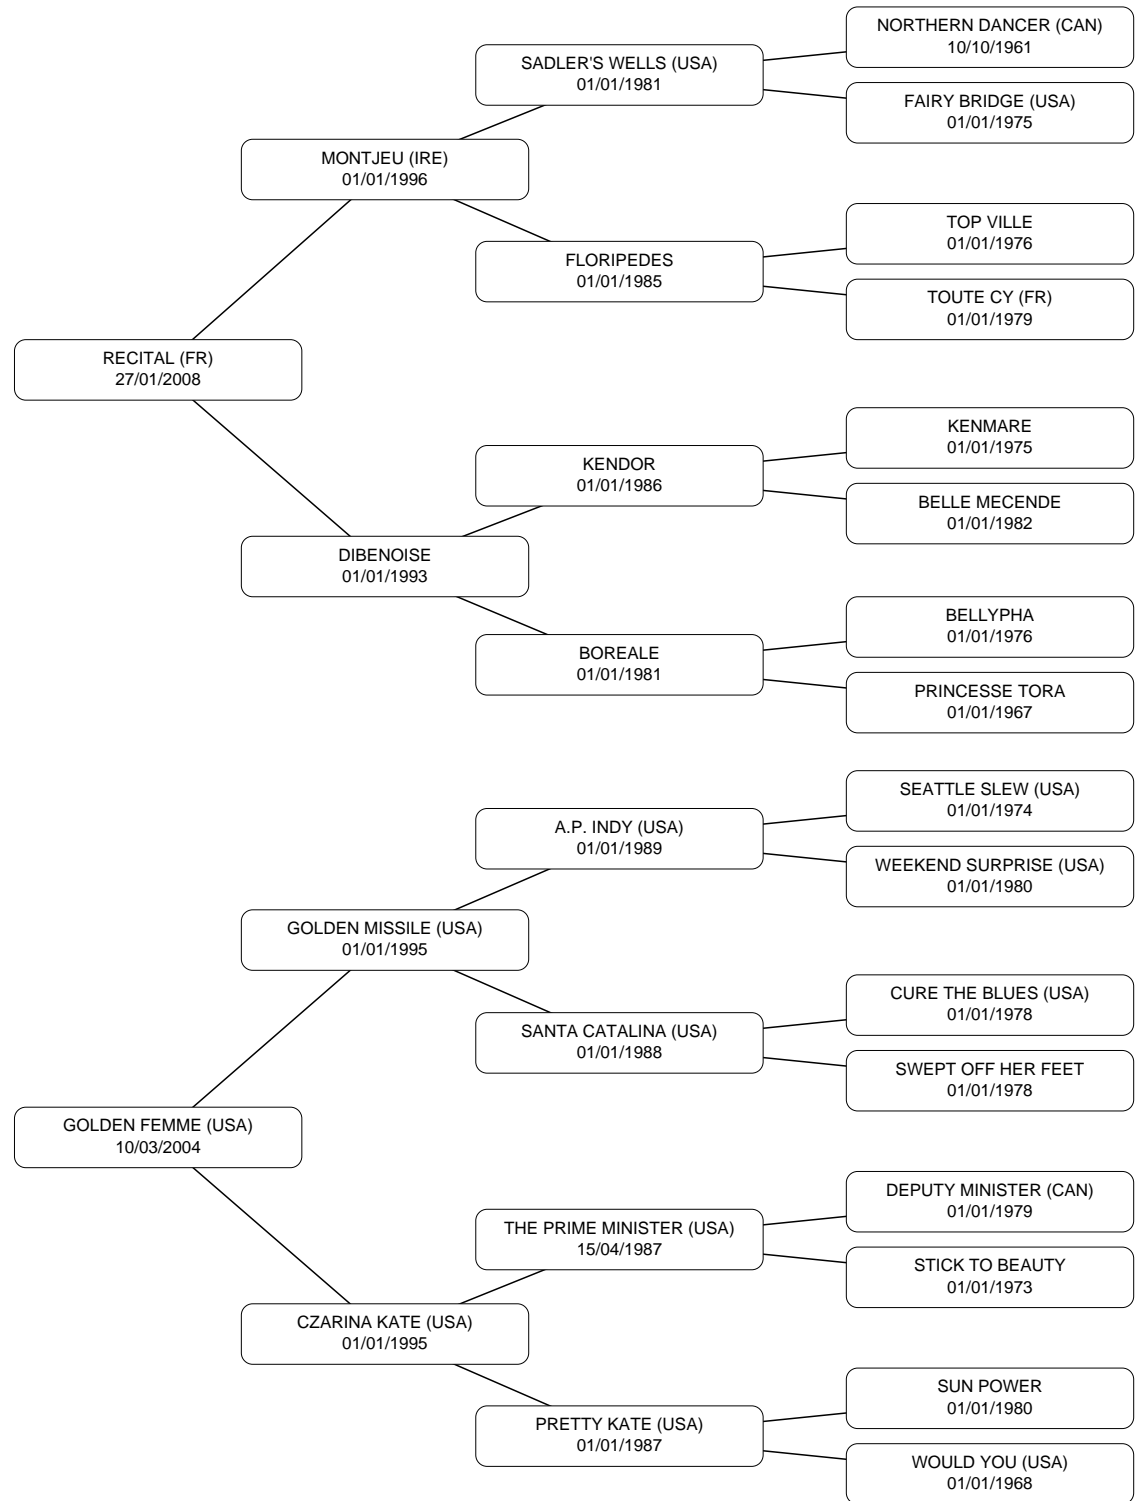 NORTHERN DANCER (CAN)
10/10/1961
SADLER'S WELLS (USA)
01/01/1981
FAIRY BRIDGE (USA)
01/01/1975
MONTJEU (IRE)
01/01/1996
TOP VILLE
01/01/1976
FLORIPEDES
01/01/1985
TOUTE CY (FR)
01/01/1979
RECITAL (FR)
27/01/2008
KENMARE
01/01/1975
KENDOR
01/01/1986
BELLE MECENDE
01/01/1982
DIBENOISE
01/01/1993
BELLYPHA
01/01/1976
BOREALE
01/01/1981
PRINCESSE TORA
01/01/1967
SEATTLE SLEW (USA)
01/01/1974
A.P. INDY (USA)
01/01/1989
WEEKEND SURPRISE (USA)
01/01/1980
GOLDEN MISSILE (USA)
01/01/1995
CURE THE BLUES (USA)
01/01/1978
SANTA CATALINA (USA)
01/01/1988
SWEPT OFF HER FEET
01/01/1978
GOLDEN FEMME (USA)
10/03/2004
DEPUTY MINISTER (CAN)
01/01/1979
THE PRIME MINISTER (USA)
15/04/1987
STICK TO BEAUTY
01/01/1973
CZARINA KATE (USA)
01/01/1995
SUN POWER
01/01/1980
PRETTY KATE (USA)
01/01/1987
WOULD YOU (USA)
01/01/1968